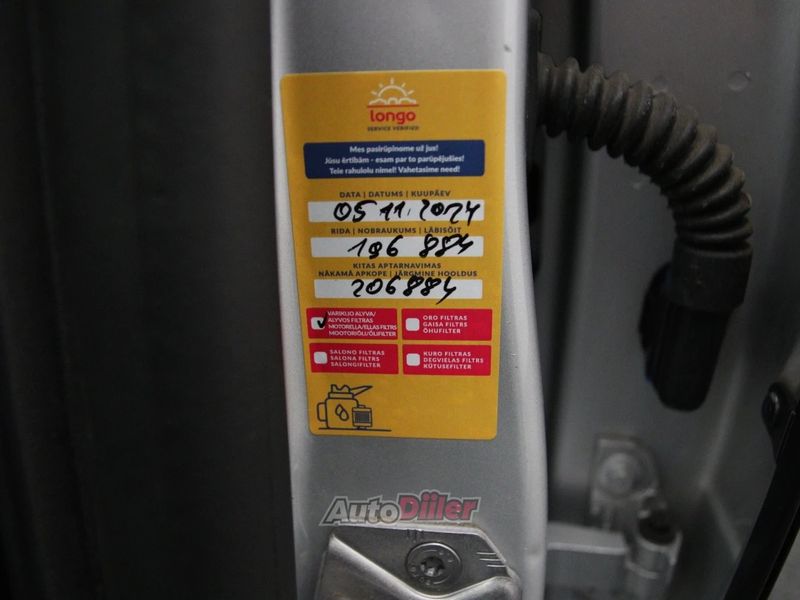 longo
SERVICE VERIFIED
Mes pasirūpinome už jus!
Jūsu ērtībām - esam par to parūpējušies!
Teie rahulolu nimel! Vahetasime need!
DATA | DATUMS | KUUPÄEV
05 11. 2024
RIDA | NOBRAUKUMS | LÄBISÕIT
196 884
KITAS APTARNAVIMAS
NĀKAMĀ APKOPE | JÄRGMINE HOOLDUS
206884
VARIKLIO ALYVA/
ALYVOS FILTRAS
MOTOREĻĻA/EĻĻAS FILTRS
MOOTORIÕLI/ÕLIFILTER
ORO FILTRAS
GAISA FILTRS
ÕHUFILTER
SALONO FILTRAS
SALONA FILTRS
SALONGIFILTER
KURO FILTRAS
DEGVIELAS FILTRS
KÜTUSEFILTER
AutoDiiler